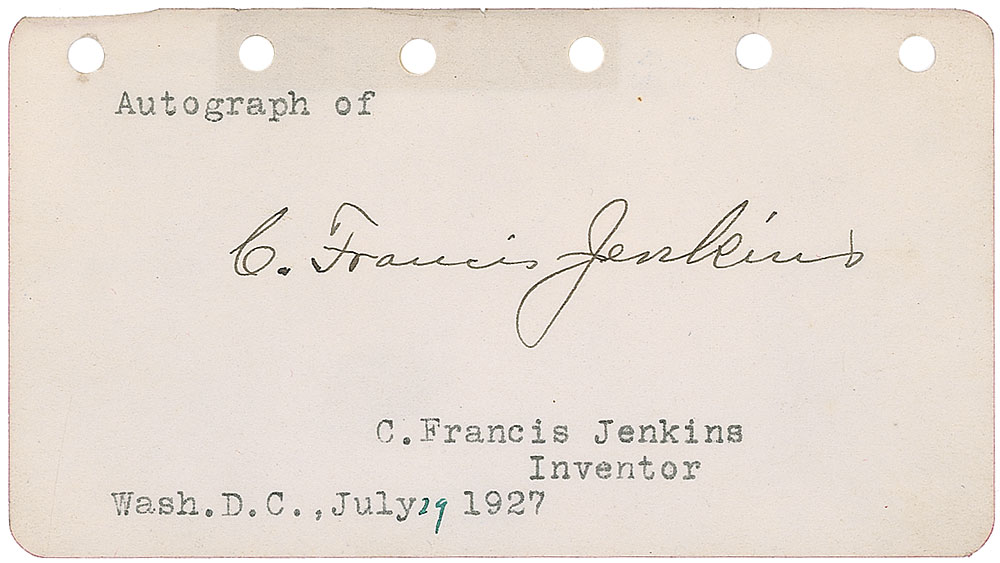 Autograph of
C. Francis Jenkins
C.Francis Jenkins
Inventor
Wash.D.C.,July 29 1927